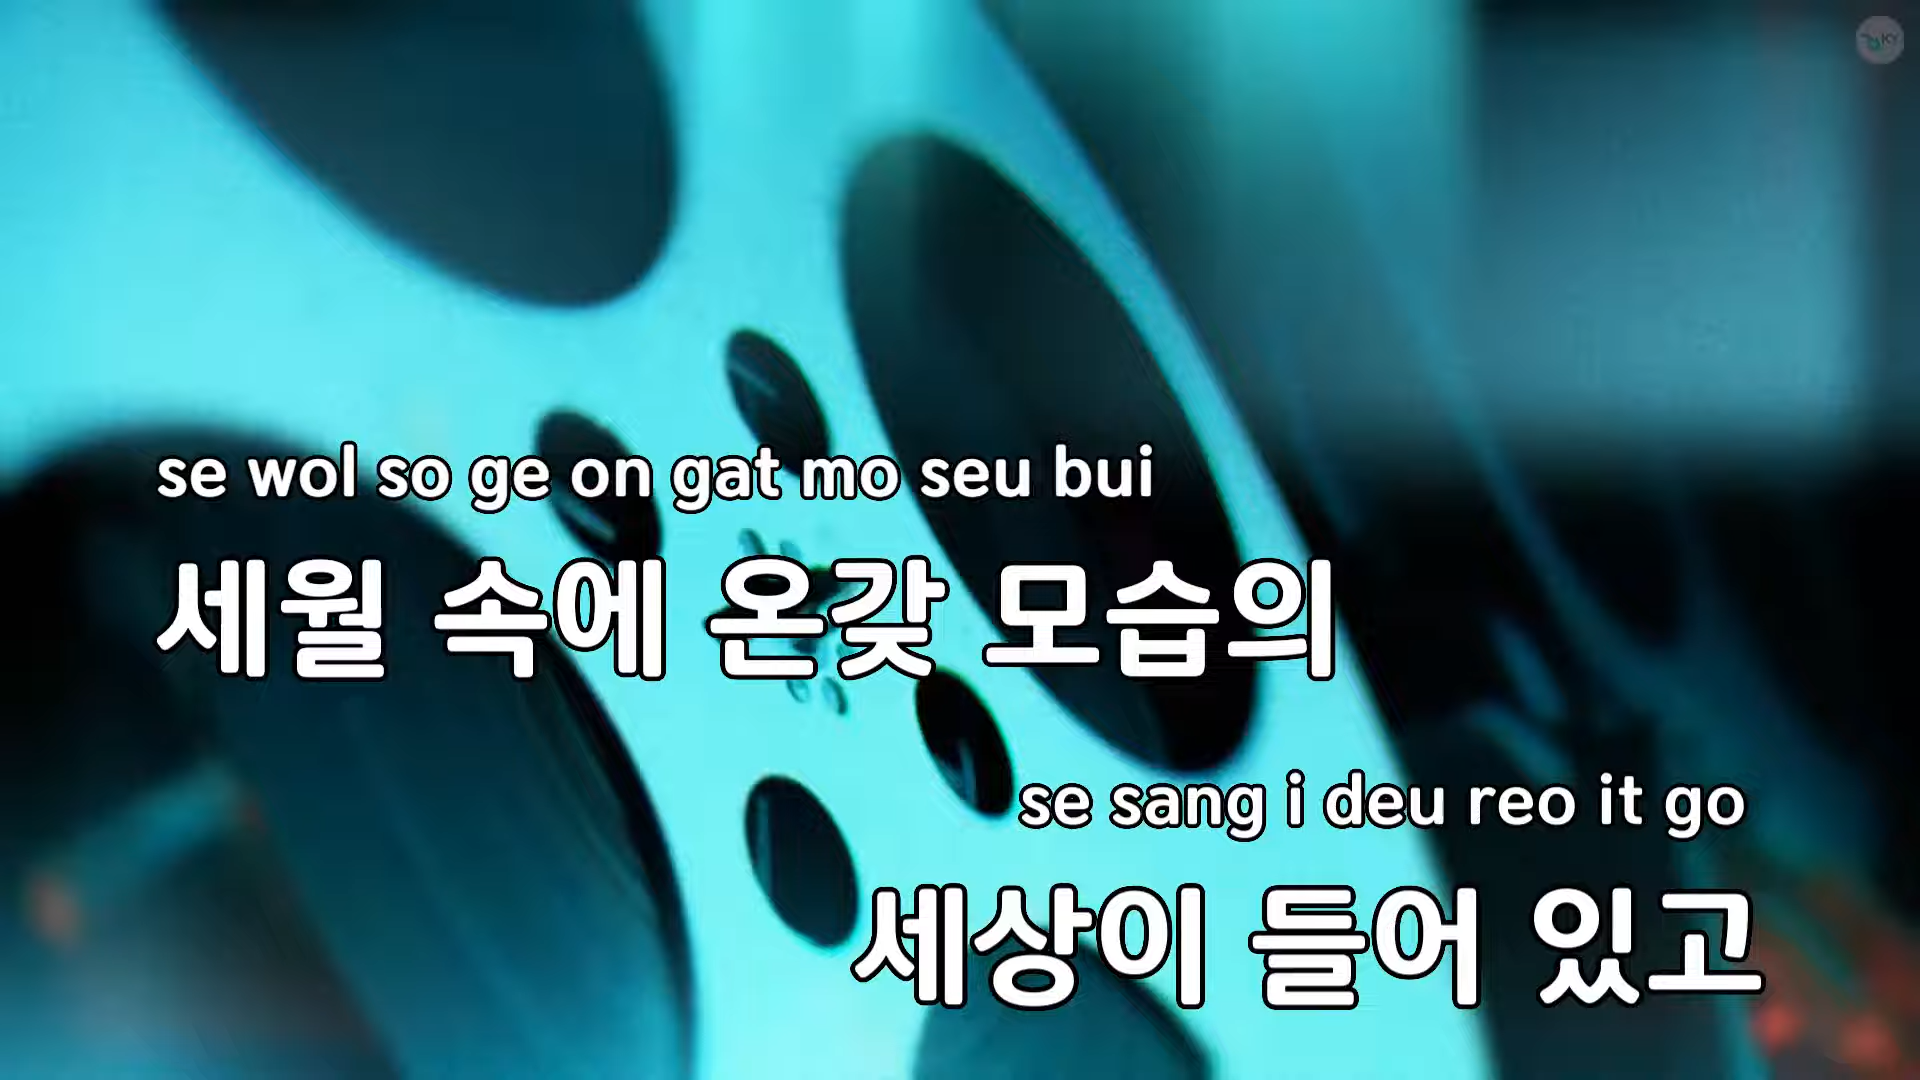 se wol so ge on gat mo seu bui
세월 속에 온갖 모습의
se sang i deu reo it go
세상이 들어 있고